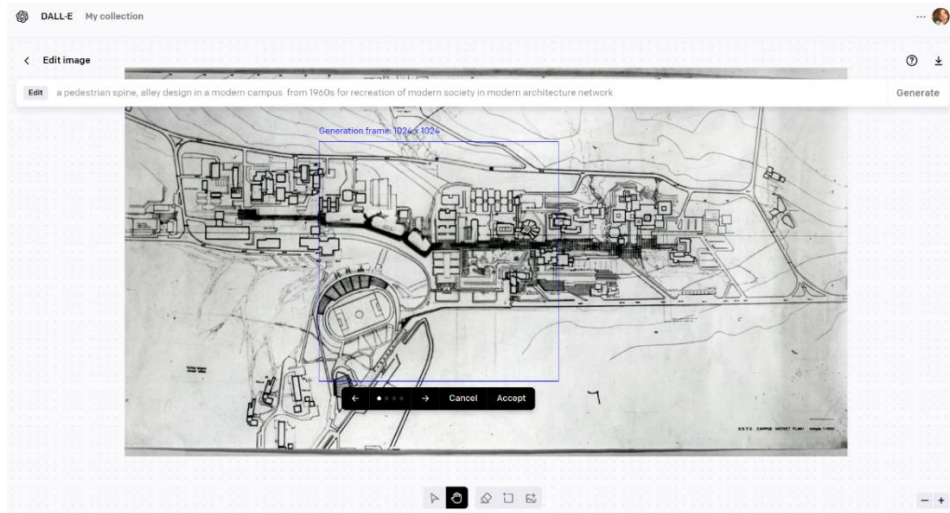 DALL·E My collection
Edit image
Edit a pedestrian spine, alley design in a modern campus from 1960s for recreation of modern society in modern architecture network Generate
Generation frame: 1024 x 1024
← → Cancel Accept
CAMPUS